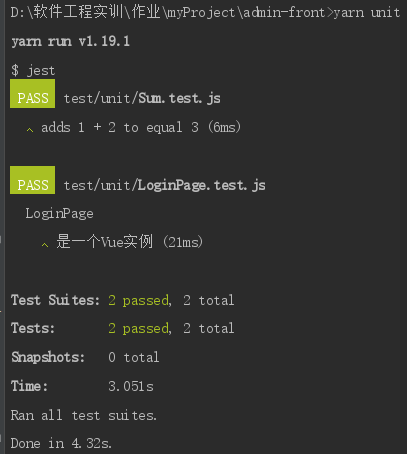 D:\软件工程实训\作业\myProject\admin-front>yarn unit
yarn run v1.19.1
$ jest
PASS test/unit/Sum.test.js
^ adds 1 + 2 to equal 3 (6ms)
PASS test/unit/LoginPage.test.js
LoginPage
^ 是一个Vue实例 (21ms)
Test Suites: 2 passed, 2 total
Tests: 2 passed, 2 total
Snapshots: 0 total
Time: 3.051s
Ran all test suites.
Done in 4.32s.